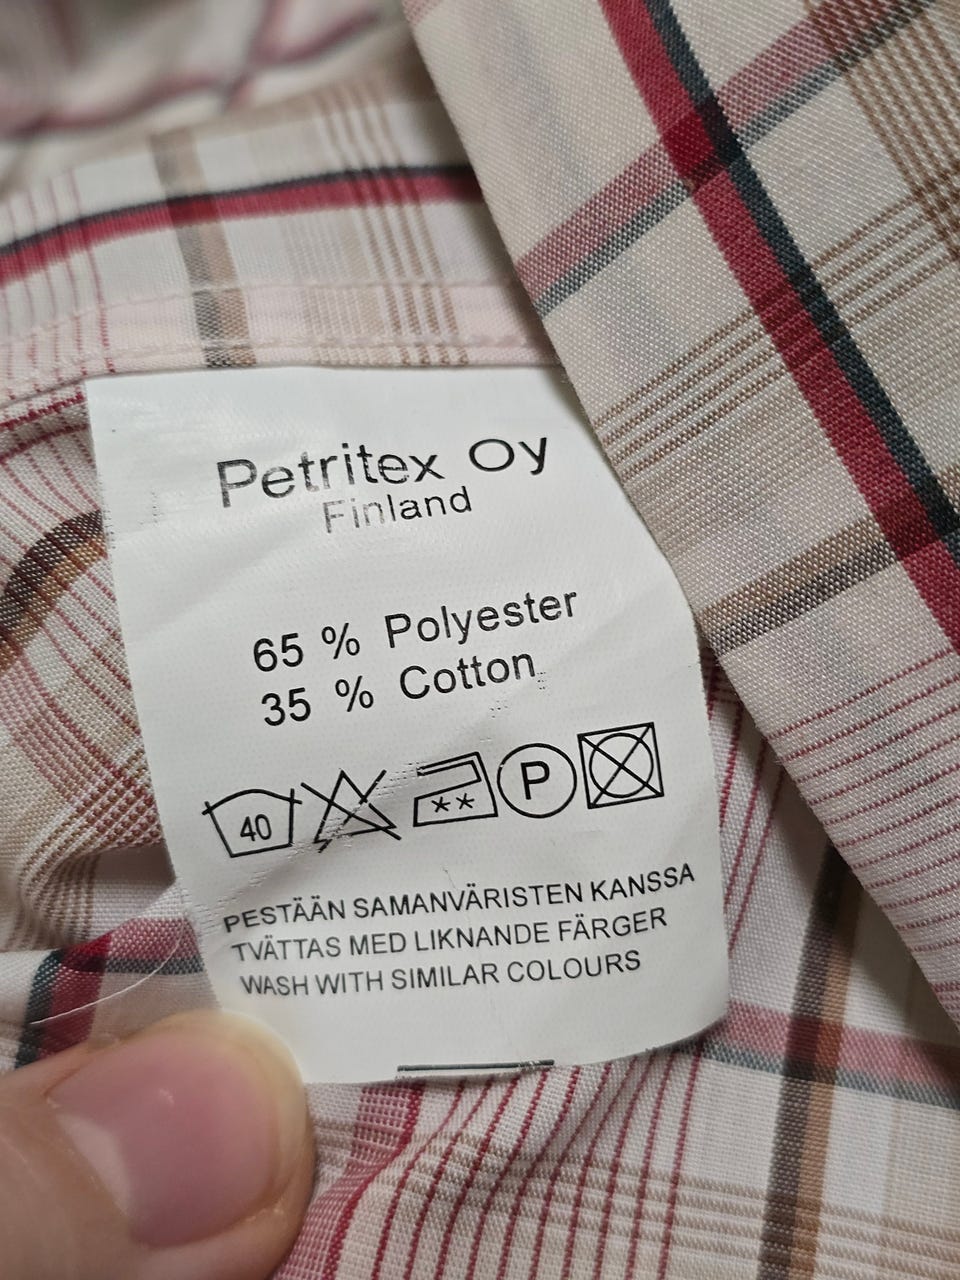 Petritex Oy
Finland
65 % Polyester
35 % Cotton
40 ** P
PESTÄÄN SAMANVÄRISTEN KANSSA
TVÄTTAS MED LIKNANDE FÄRGER
WASH WITH SIMILAR COLOURS